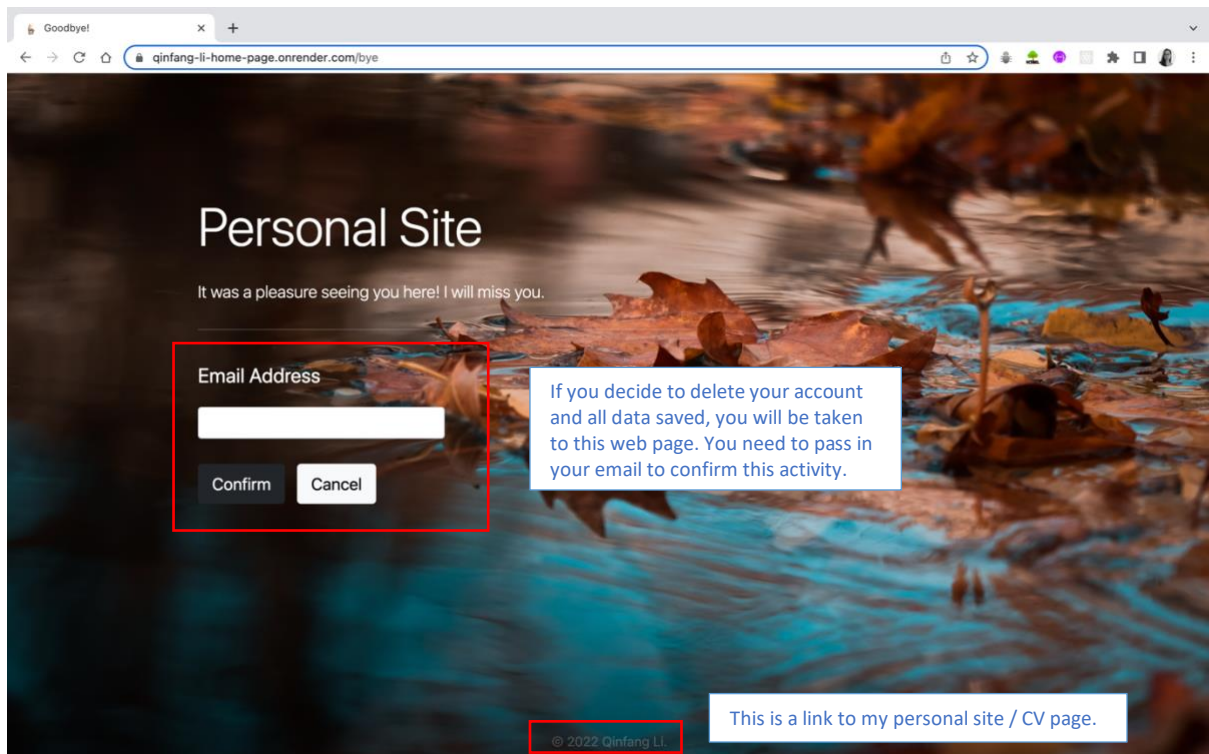 Goodbye!
qinfang-li-home-page.onrender.com/bye
Personal Site
It was a pleasure seeing you here! I will miss you.
Email Address
If you decide to delete your account
and all data saved, you will be taken
to this web page. You need to pass in
your email to confirm this activity.
Confirm Cancel
This is a link to my personal site / CV page.
© 2022 Qinfang Li.